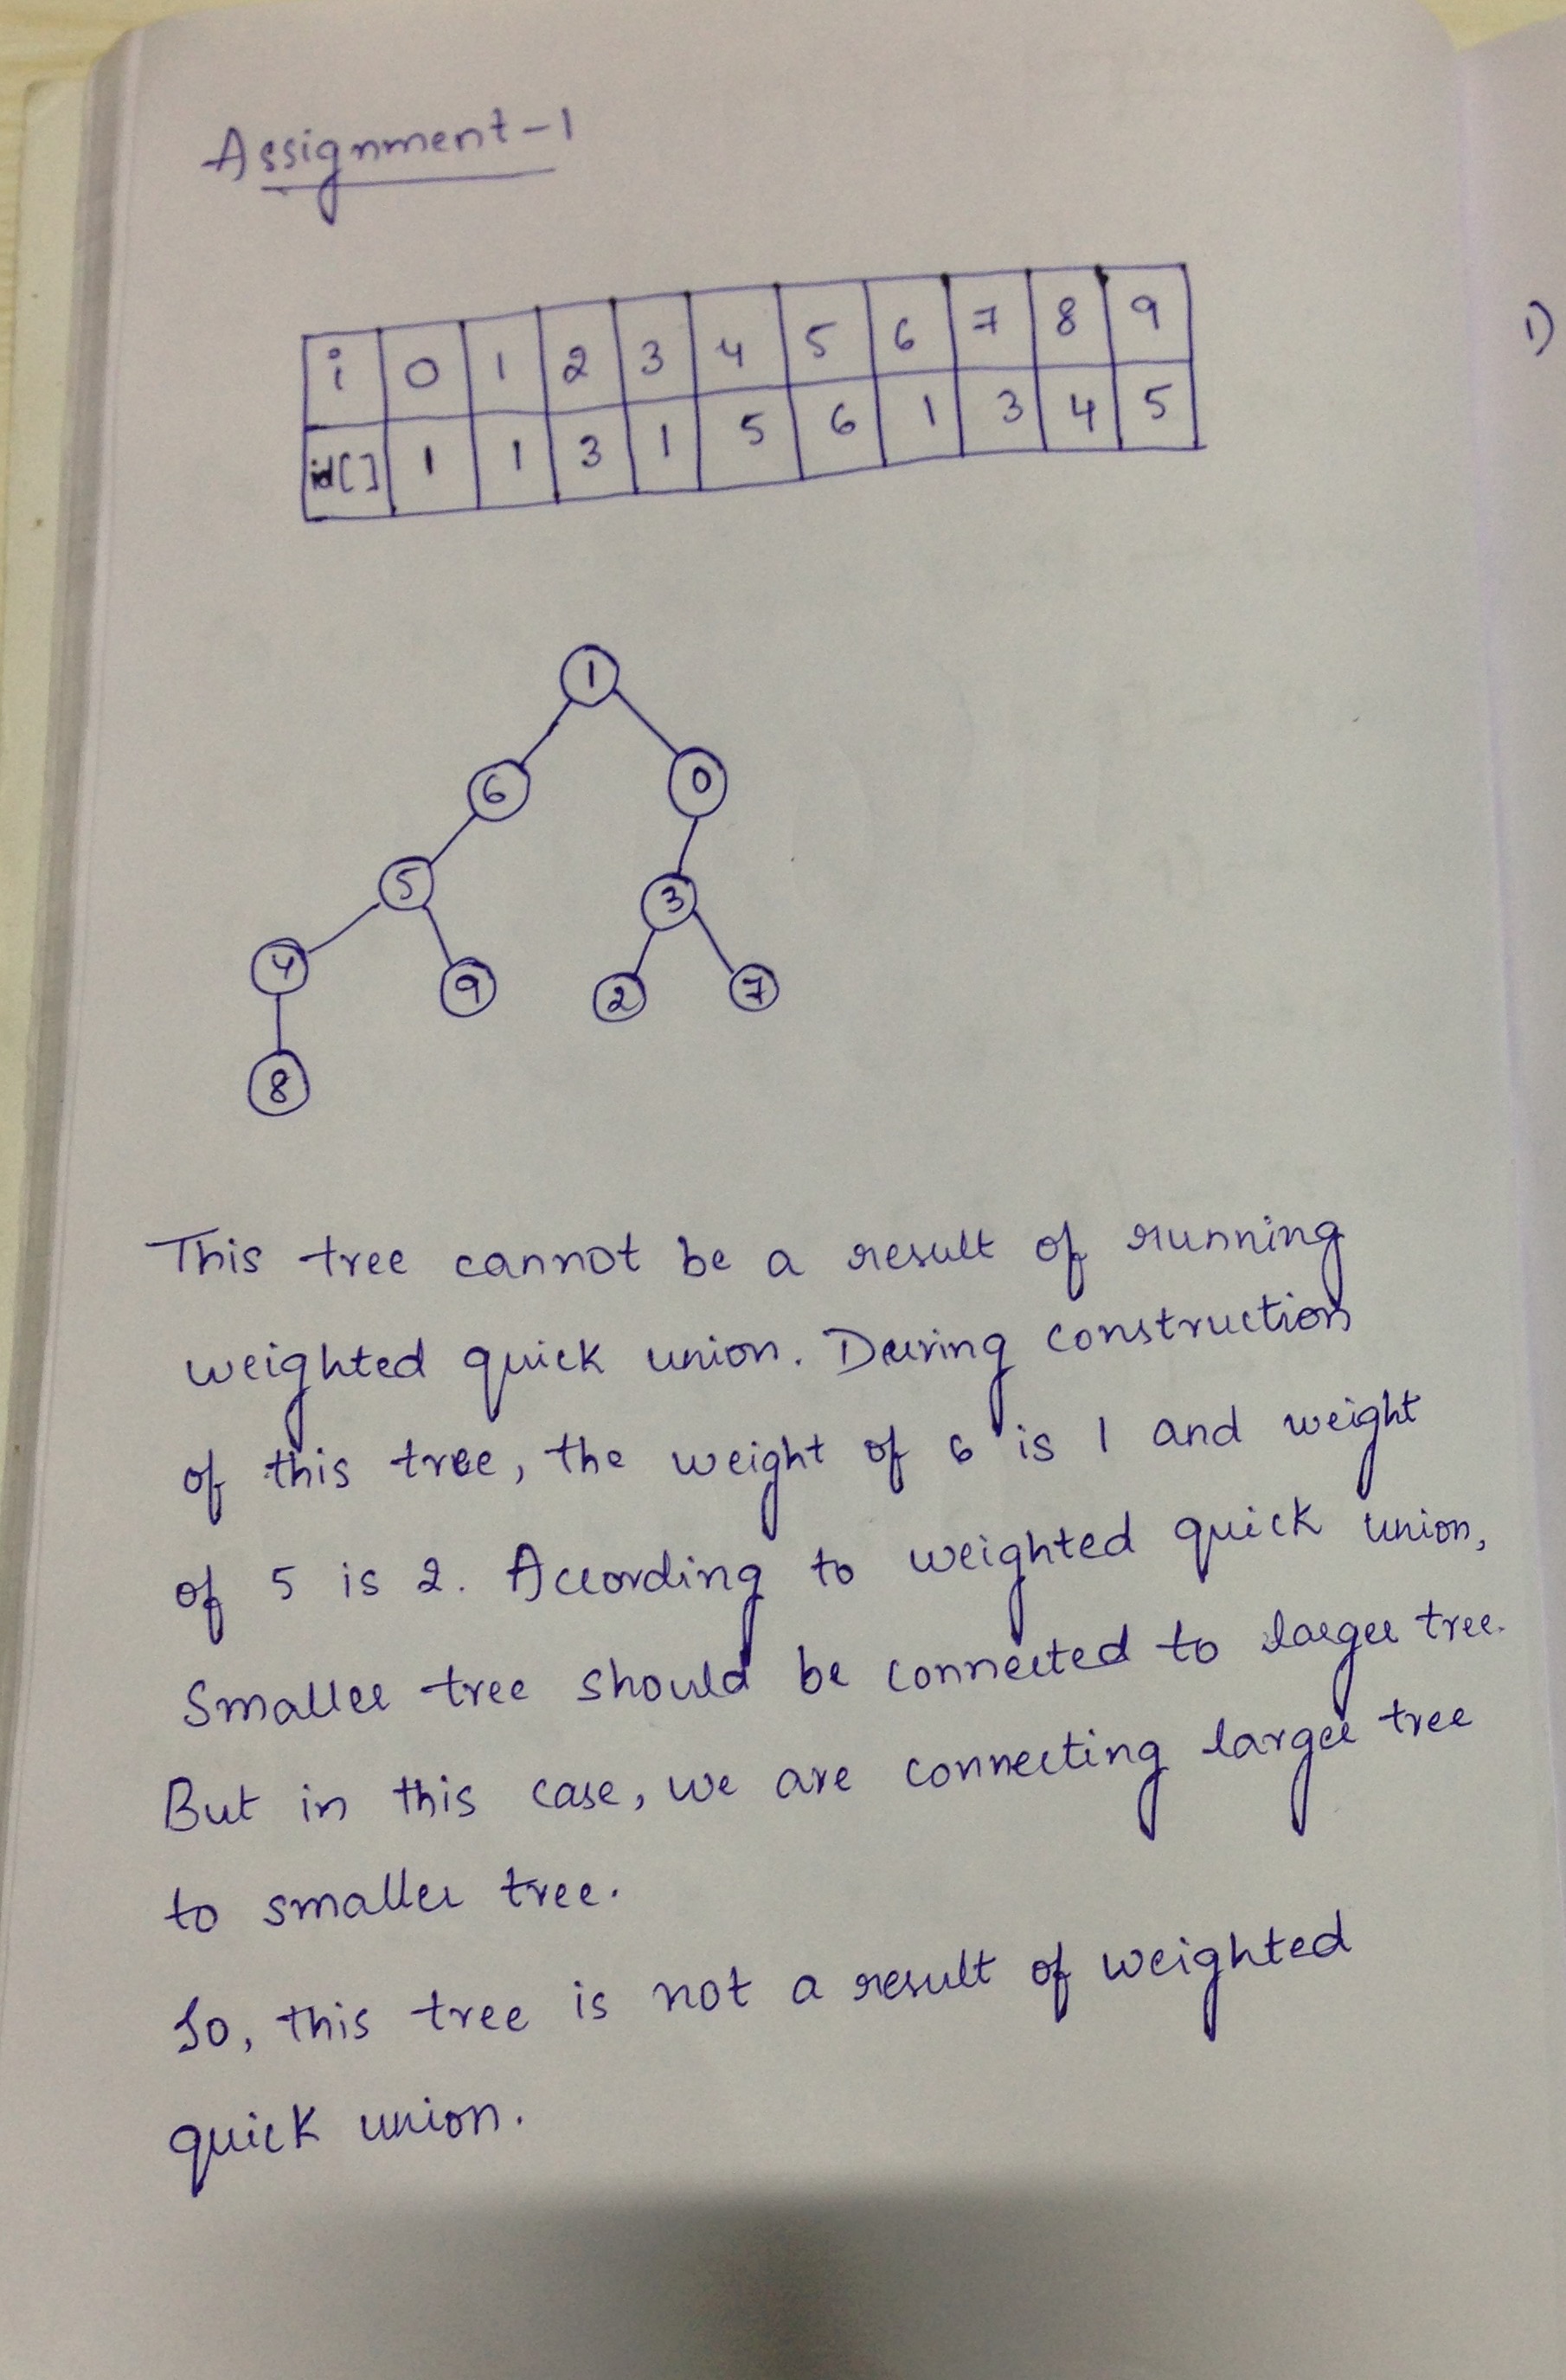 Assignment-1
i 0 1 2 3 4 5 6 7 8 9
id[] 1 1 3 1 5 6 1 3 4 5
1)
1
6 0
5 3
4 9 2 7
8
This tree cannot be a result of running
weighted quick union. During construction
of this tree, the weight of 6 is 1 and weight
of 5 is 2. According to weighted quick union,
Smaller tree should be connected to larger tree.
But in this case, we are connecting larger tree
to smaller tree.
So, this tree is not a result of weighted
quick union.